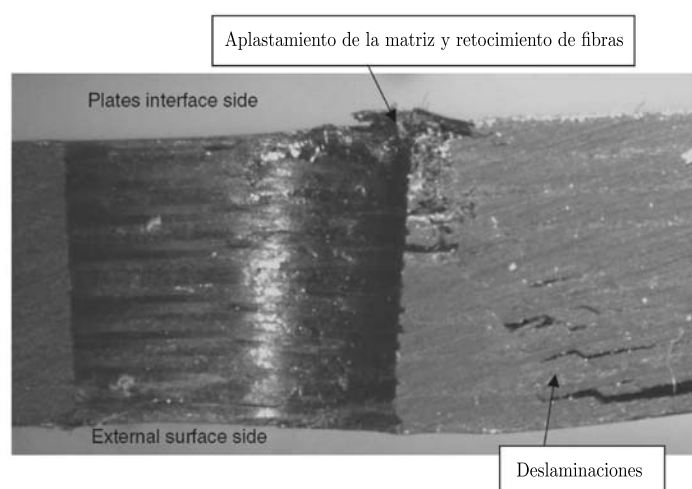 Aplastamiento de la matriz y retocimiento de fibras
Plates interface side
External surface side
Deslaminaciones